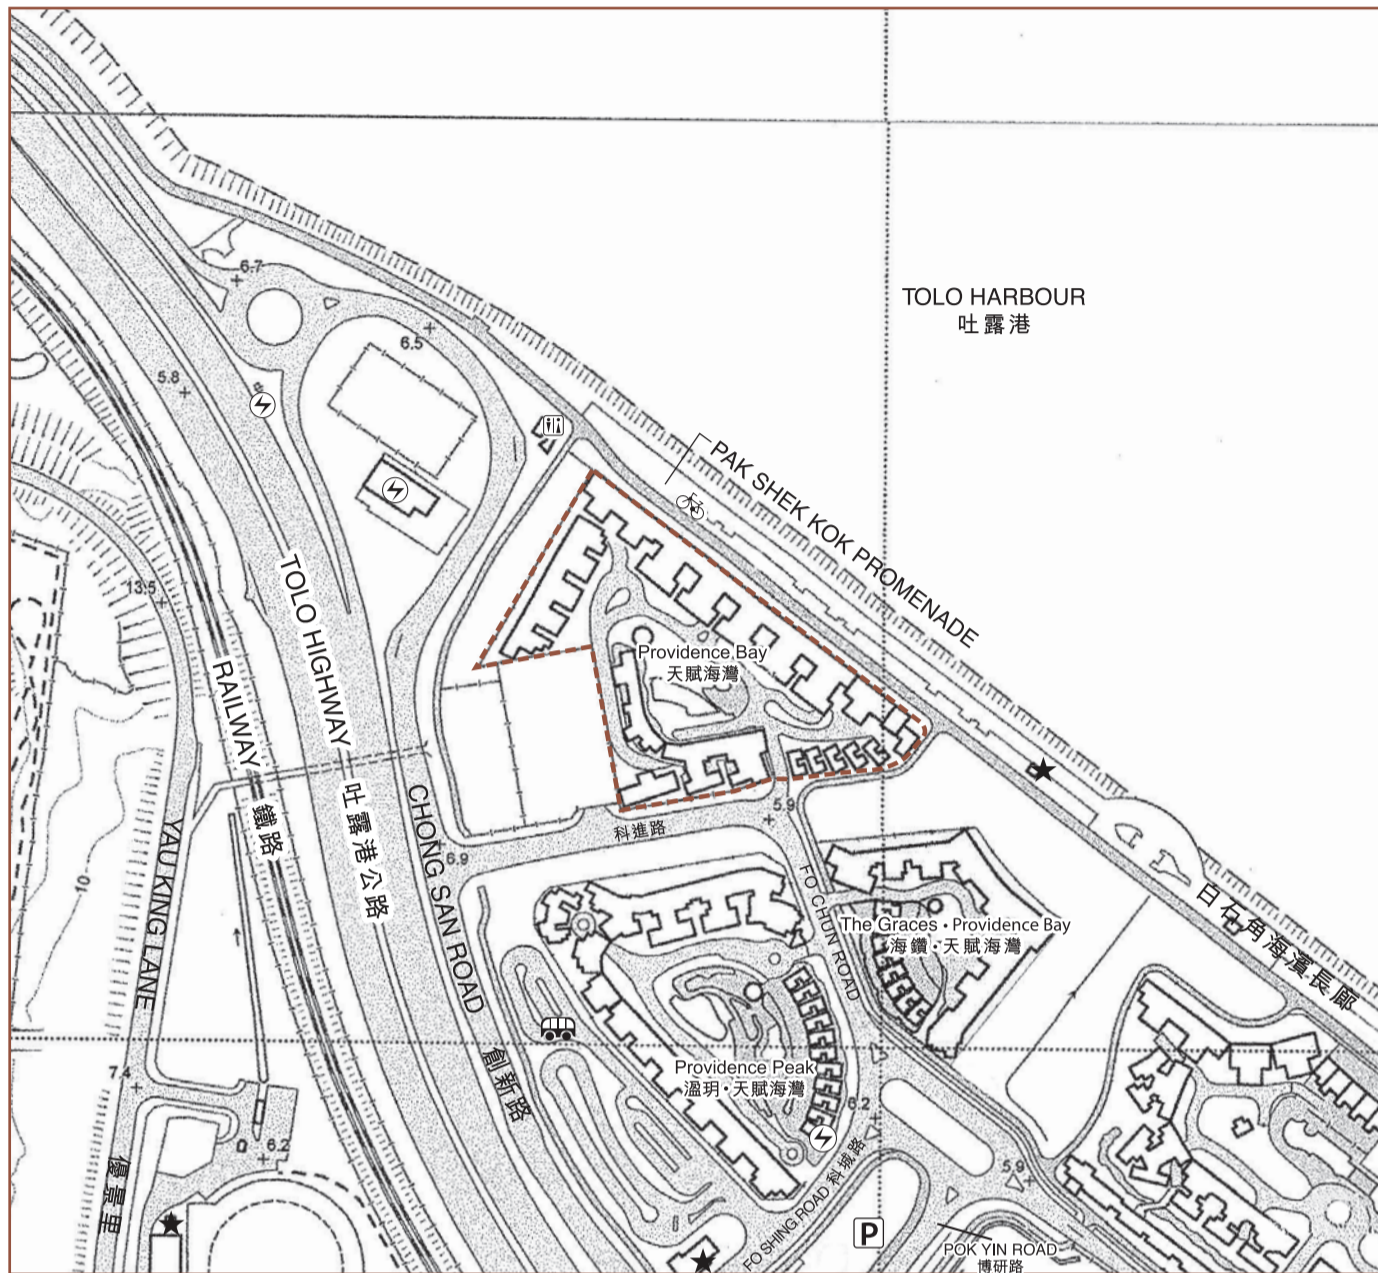 TOLO HARBOUR
吐露港
6.7
6.5
5.8
PAK SHEK KOK PROMENADE
白石角海濱長廊
13.5
TOLO HIGHWAY 吐露港公路
RAILWAY 鐵路
Providence Bay
天賦海灣
CHONG SAN ROAD
創新路
YAU KING LANE
優景里
10
科進路
5.9
6.9
FO CHUN ROAD
The Graces · Providence Bay
海鑽·天賦海灣
Providence Peak
溋玥·天賦海灣
7.4
6.2
6.2
5.9
FO SHING ROAD 科城路
P
POK YIN ROAD
博研路